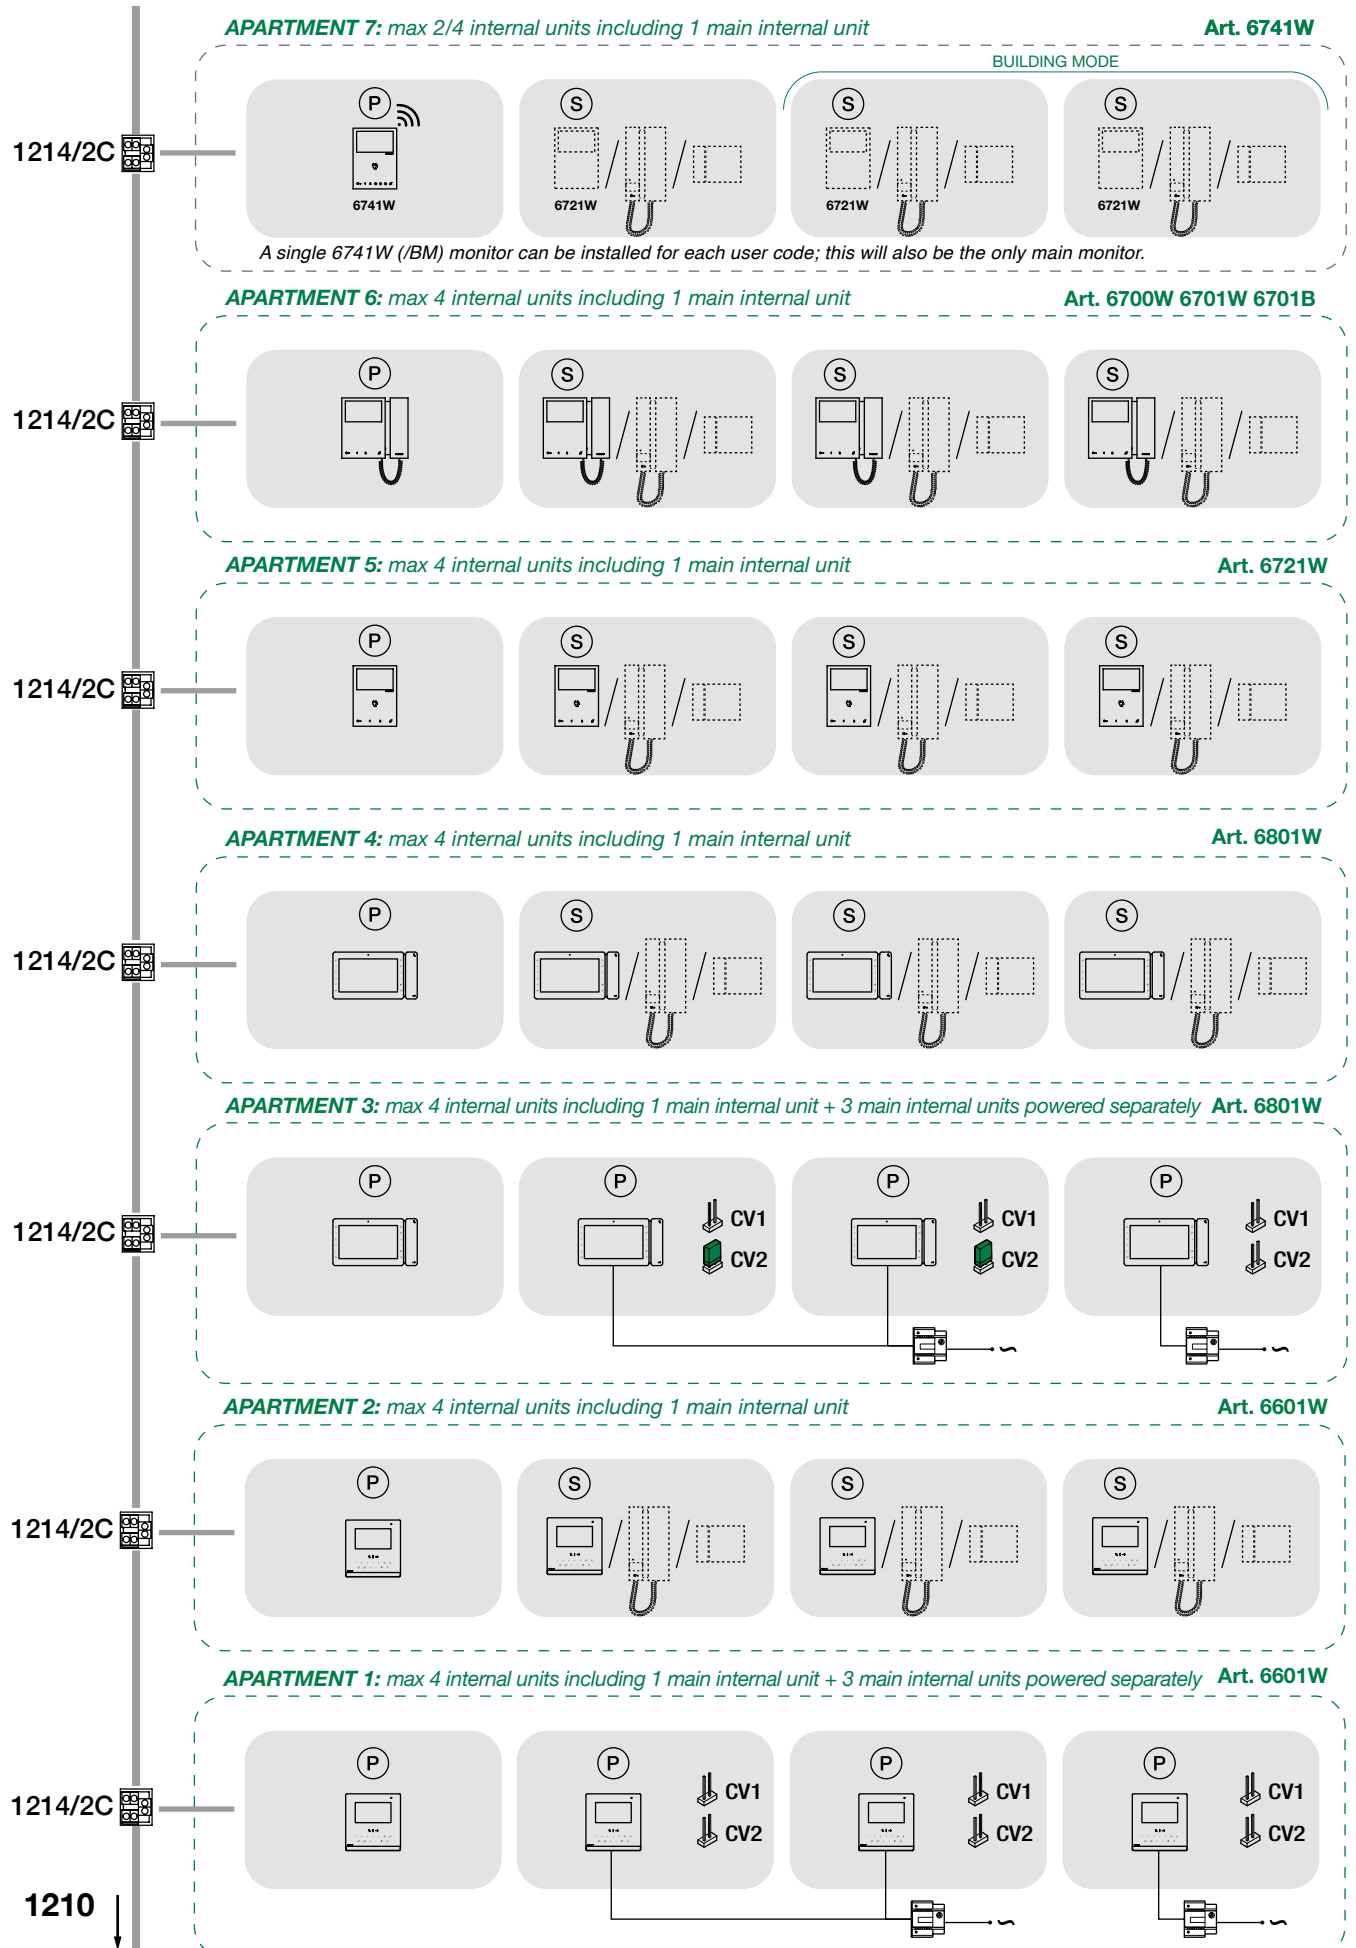 APARTMENT 7: max 2/4 internal units including 1 main internal unit Art. 6741W
BUILDING MODE
P S S S
1214/2C
6741W 6721W 6721W 6721W
A single 6741W (/BM) monitor can be installed for each user code; this will also be the only main monitor.
APARTMENT 6: max 4 internal units including 1 main internal unit Art. 6700W 6701W 6701B
P S S S
1214/2C
APARTMENT 5: max 4 internal units including 1 main internal unit Art. 6721W
P S S S
1214/2C
APARTMENT 4: max 4 internal units including 1 main internal unit Art. 6801W
P S S S
1214/2C
APARTMENT 3: max 4 internal units including 1 main internal unit + 3 main internal units powered separately Art. 6801W
P P P P
CV1 CV1 CV1
1214/2C
CV2 CV2 CV2
APARTMENT 2: max 4 internal units including 1 main internal unit Art. 6601W
P S S S
1214/2C
APARTMENT 1: max 4 internal units including 1 main internal unit + 3 main internal units powered separately Art. 6601W
P P P P
CV1 CV1 CV1
1214/2C
CV2 CV2 CV2
1210